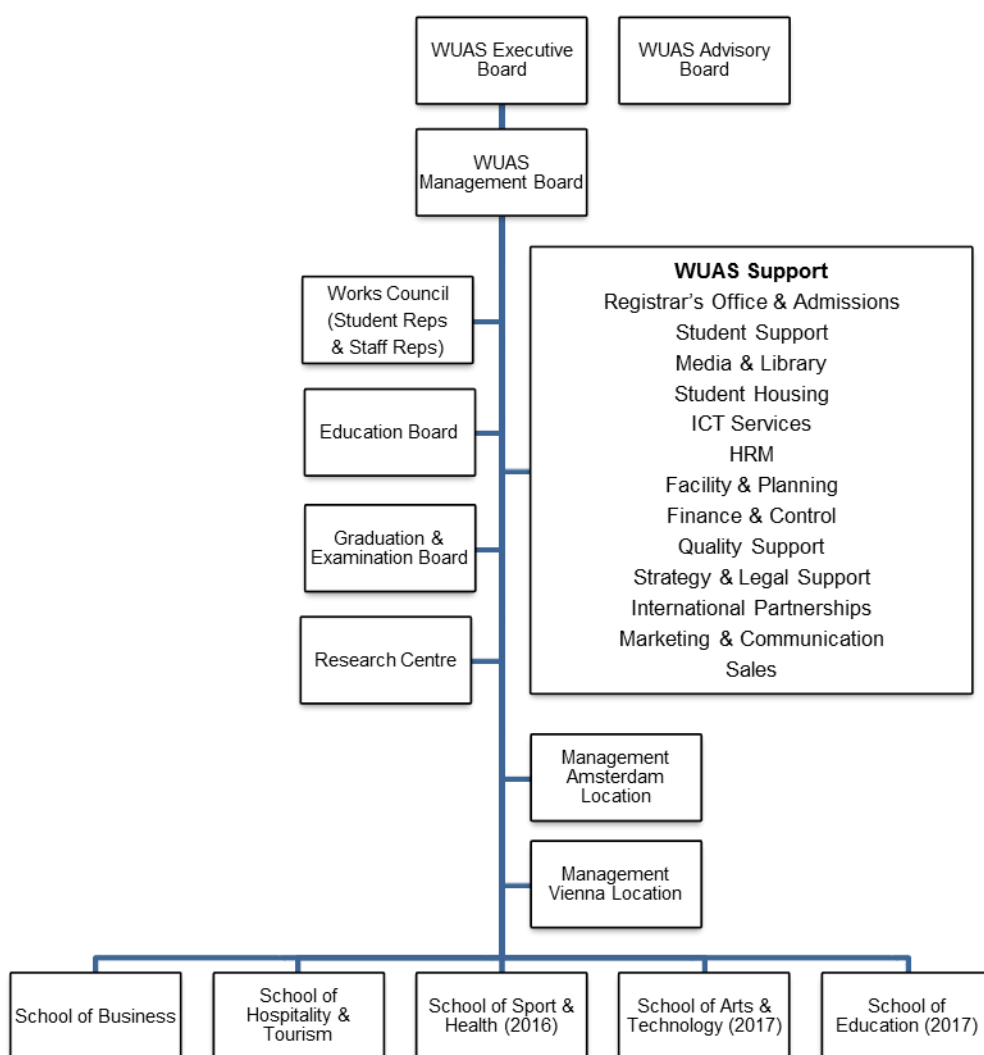 WUAS Executive
Board
WUAS Advisory
Board
WUAS
Management Board
Works Council
(Student Reps
& Staff Reps)
Education Board
Graduation &
Examination Board
Research Centre
WUAS Support
Registrar’s Office & Admissions
Student Support
Media & Library
Student Housing
ICT Services
HRM
Facility & Planning
Finance & Control
Quality Support
Strategy & Legal Support
International Partnerships
Marketing & Communication
Sales
Management
Amsterdam
Location
Management
Vienna Location
School of Business
School of
Hospitality &
Tourism
School of Sport &
Health (2016)
School of Arts &
Technology (2017)
School of
Education (2017)